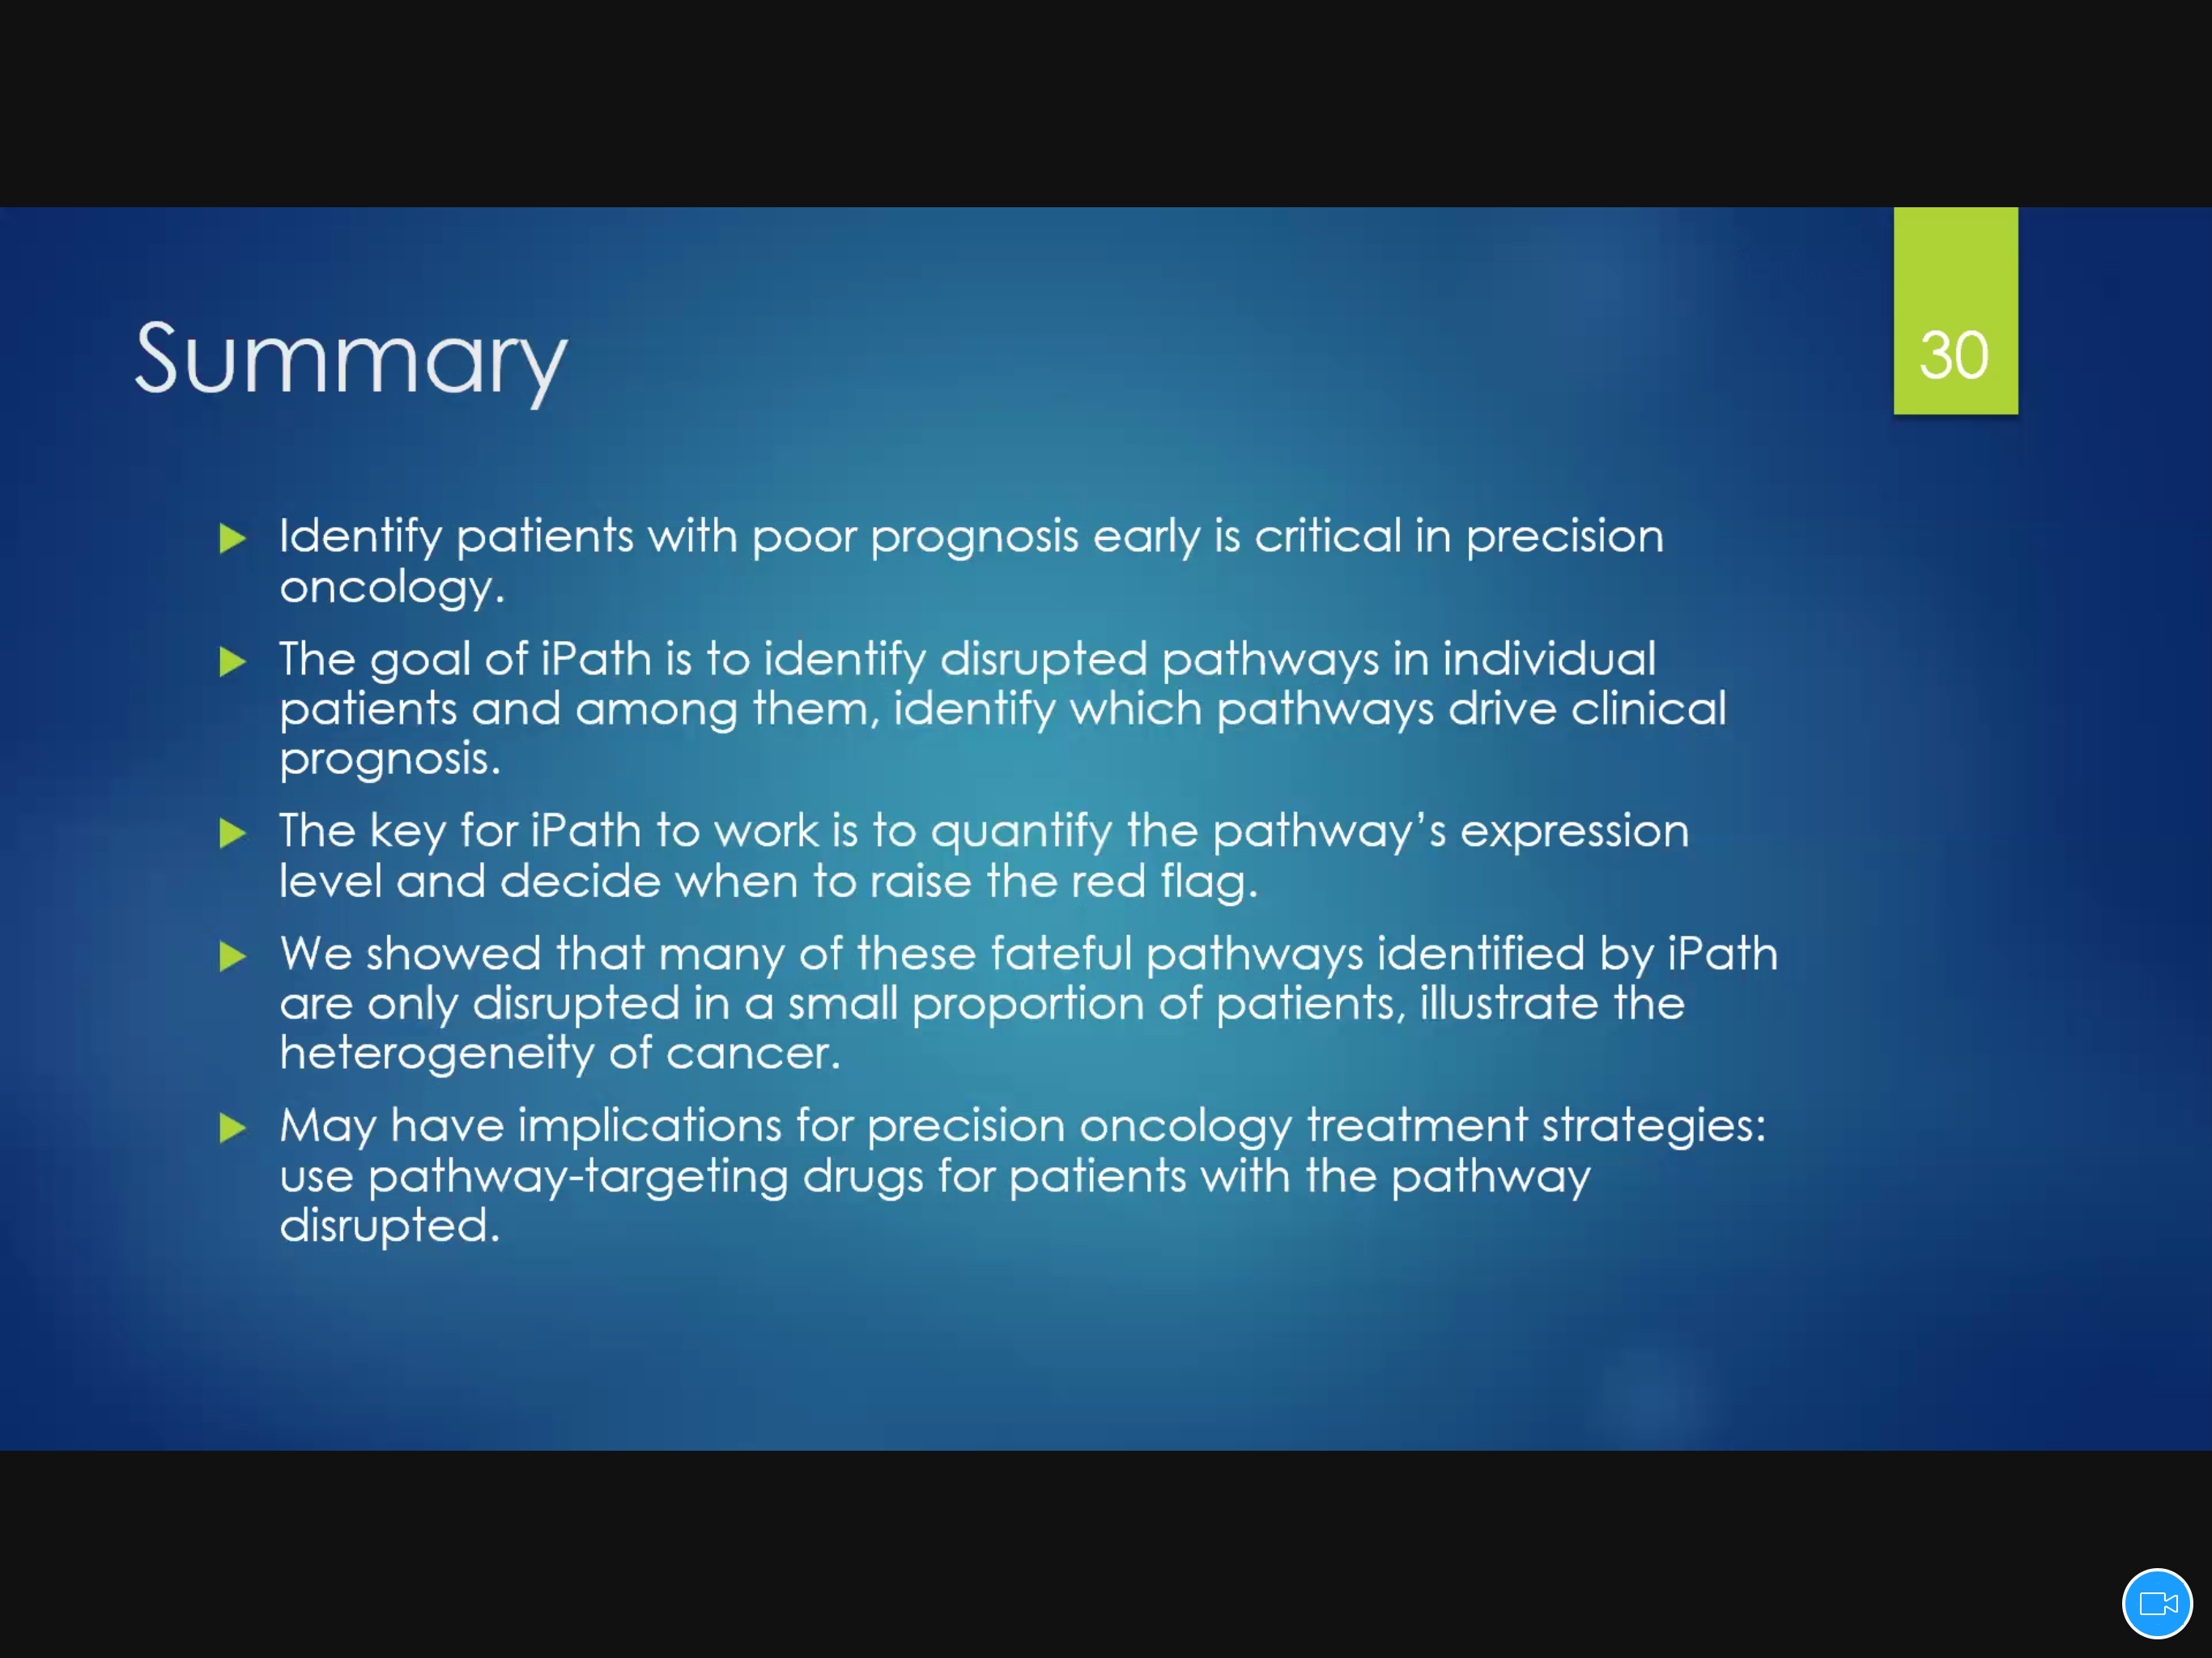 Summary
30
Identify patients with poor prognosis early is critical in precision
oncology.
The goal of iPath is to identify disrupted pathways in individual
patients and among them, identify which pathways drive clinical
prognosis.
The key for iPath to work is to quantify the pathway's expression
level and decide when to raise the red flag.
We showed that many of these fateful pathways identified by iPath
are only disrupted in a small proportion of patients, illustrate the
heterogeneity of cancer.
May have implications for precision oncology treatment strategies:
use pathway-targeting drugs for patients with the pathway
disrupted.